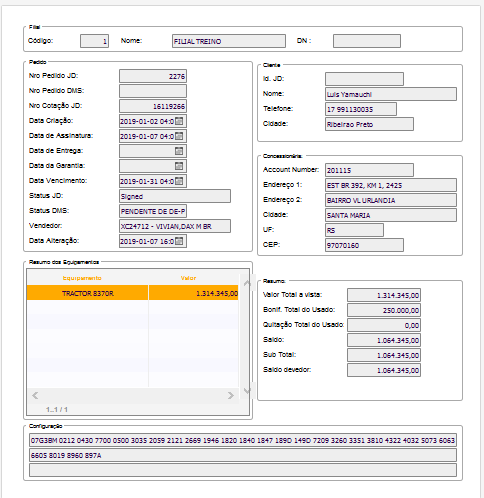 Filial
Código: 1 Nome: FILIAL TREINO DN :
Pedido
Nro Pedido JD: 2276
Nro Pedido DMS:
Nro Cotação JD: 16119266
Data Criação: 2019-01-02 04:0
Data de Assinatura: 2019-01-07 04:0
Data de Entrega:
Data da Garantia:
Data Vencimento: 2019-01-31 04:0
Status JD: Signed
Status DMS: PENDENTE DE DE-P
Vendedor: XCZ4712 - VIVIAN,DAX M BR
Data Alteração: 2019-01-07 16:0
Cliente
Id. JD:
Nome: Luis Yamauchi
Telefone: 17 991130035
Cidade: Ribeirao Preto
Concessionária.
Account Number: 201115
Endereço 1: EST BR 392, KM 1, 2425
Endereço 2: BAIRRO VL URLANDIA
Cidade: SANTA MARIA
UF: RS
CEP: 97070160
Resumo dos Equipamentos
Equipamento Valor
TRACTOR 8370R 1.314.345,00
1..1 / 1
Resumo.
Valor Total a vista: 1.314.345,00
Bonif. Total do Usado: 250.000,00
Quitação Total do Usado: 0,00
Saldo: 1.064.345,00
Sub Total: 1.064.345,00
Saldo devedor: 1.064.345,00
Configuração
07G3BM 0212 0430 7700 0500 3035 2059 2121 2669 1946 1820 1840 1847 189D 149D 7209 3260 3351 3810 4322 4032 5073 6063
6605 8019 8960 897A